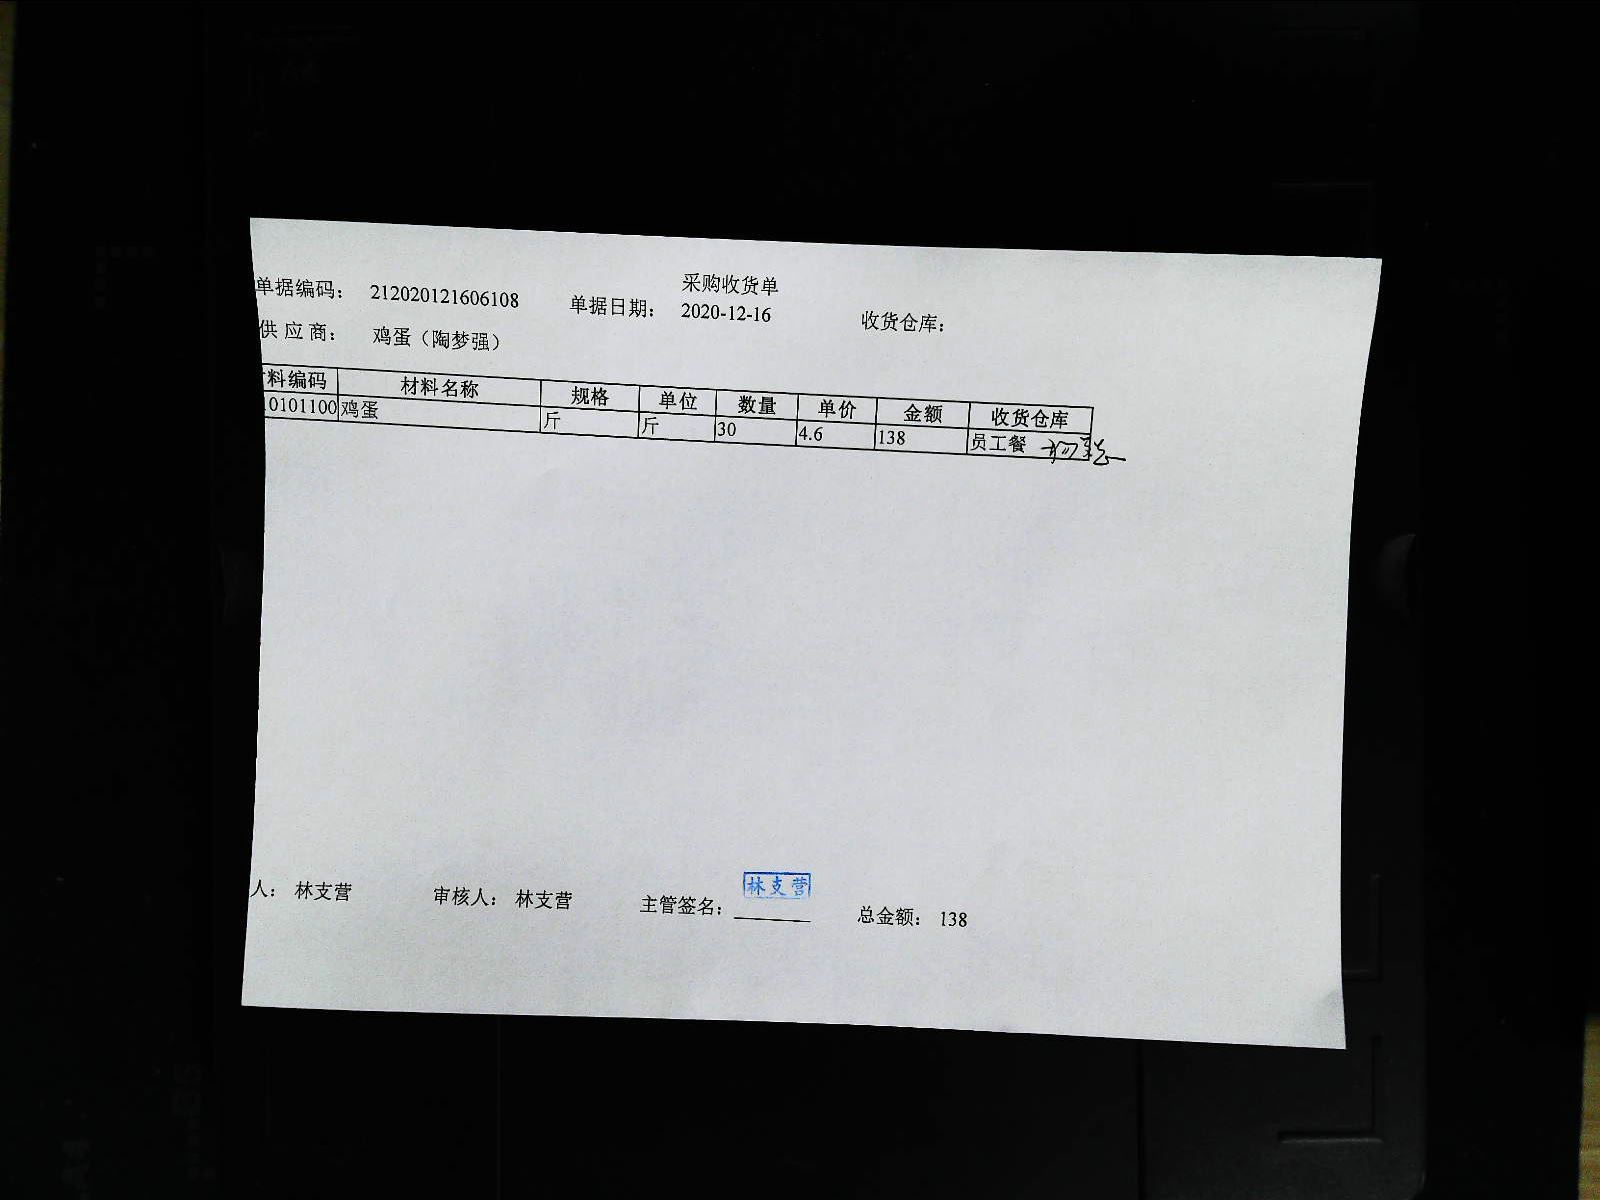 采购收货单
单据编码： 212020121606108 单据日期： 2020-12-16 收货仓库：
供应商： 鸡蛋（陶梦强）
料编码 材料名称 规格 单位 数量 单价 金额 收货仓库
0101100 鸡蛋 斤 斤 30 4.6 138 员工餐
人： 林支营 审核人： 林支营 主管签名： 林支营 总金额： 138